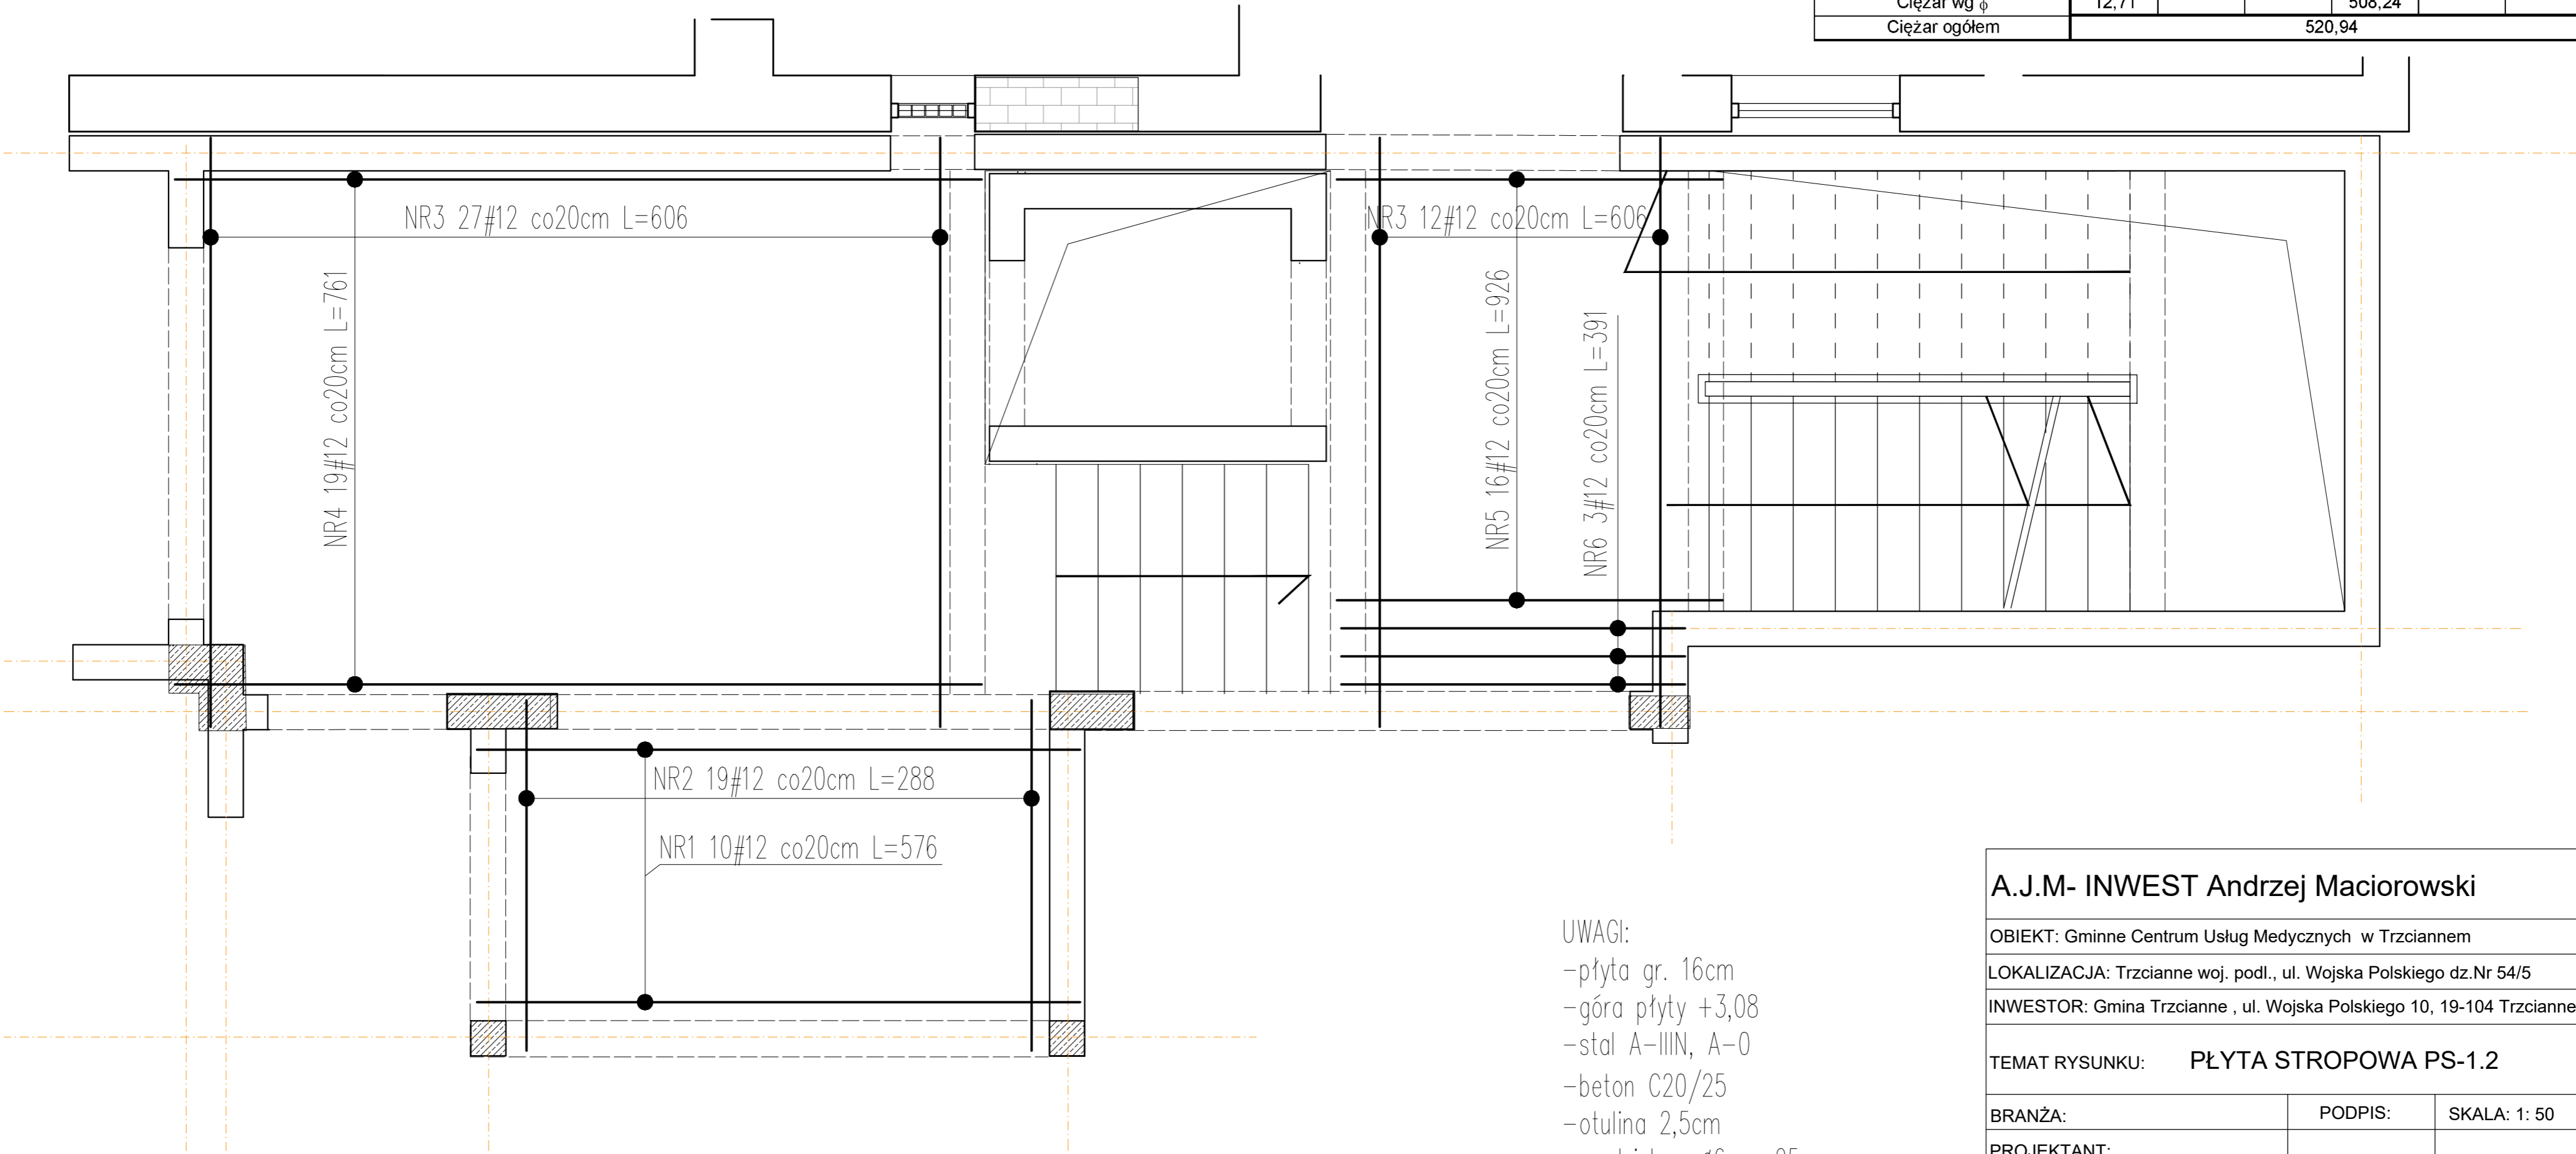 Ciężar wg ϕ 12,71 508,24
Ciężar ogółem 520,94
NR3 27#12 co20cm L=606
NR3 12#12 co20cm L=606
NR4 19#12 co20cm L=761
NR5 16#12 co20cm L=926
NR6 3#12 co20cm L=391
NR2 19#12 co20cm L=288
NR1 10#12 co20cm L=576
UWAGI:
-płyta gr. 16cm
-góra płyty +3,08
-stal A-IIIN, A-0
-beton C20/25
-otulina 2,5cm
A.J.M- INWEST Andrzej Maciorowski
OBIEKT: Gminne Centrum Usług Medycznych w Trzciannem
LOKALIZACJA: Trzcianne woj. podl., ul. Wojska Polskiego dz.Nr 54/5
INWESTOR: Gmina Trzcianne , ul. Wojska Polskiego 10, 19-104 Trzcianne
TEMAT RYSUNKU: PŁYTA STROPOWA PS-1.2
BRANŻA: PODPIS: SKALA: 1: 50
PROJEKTANT: